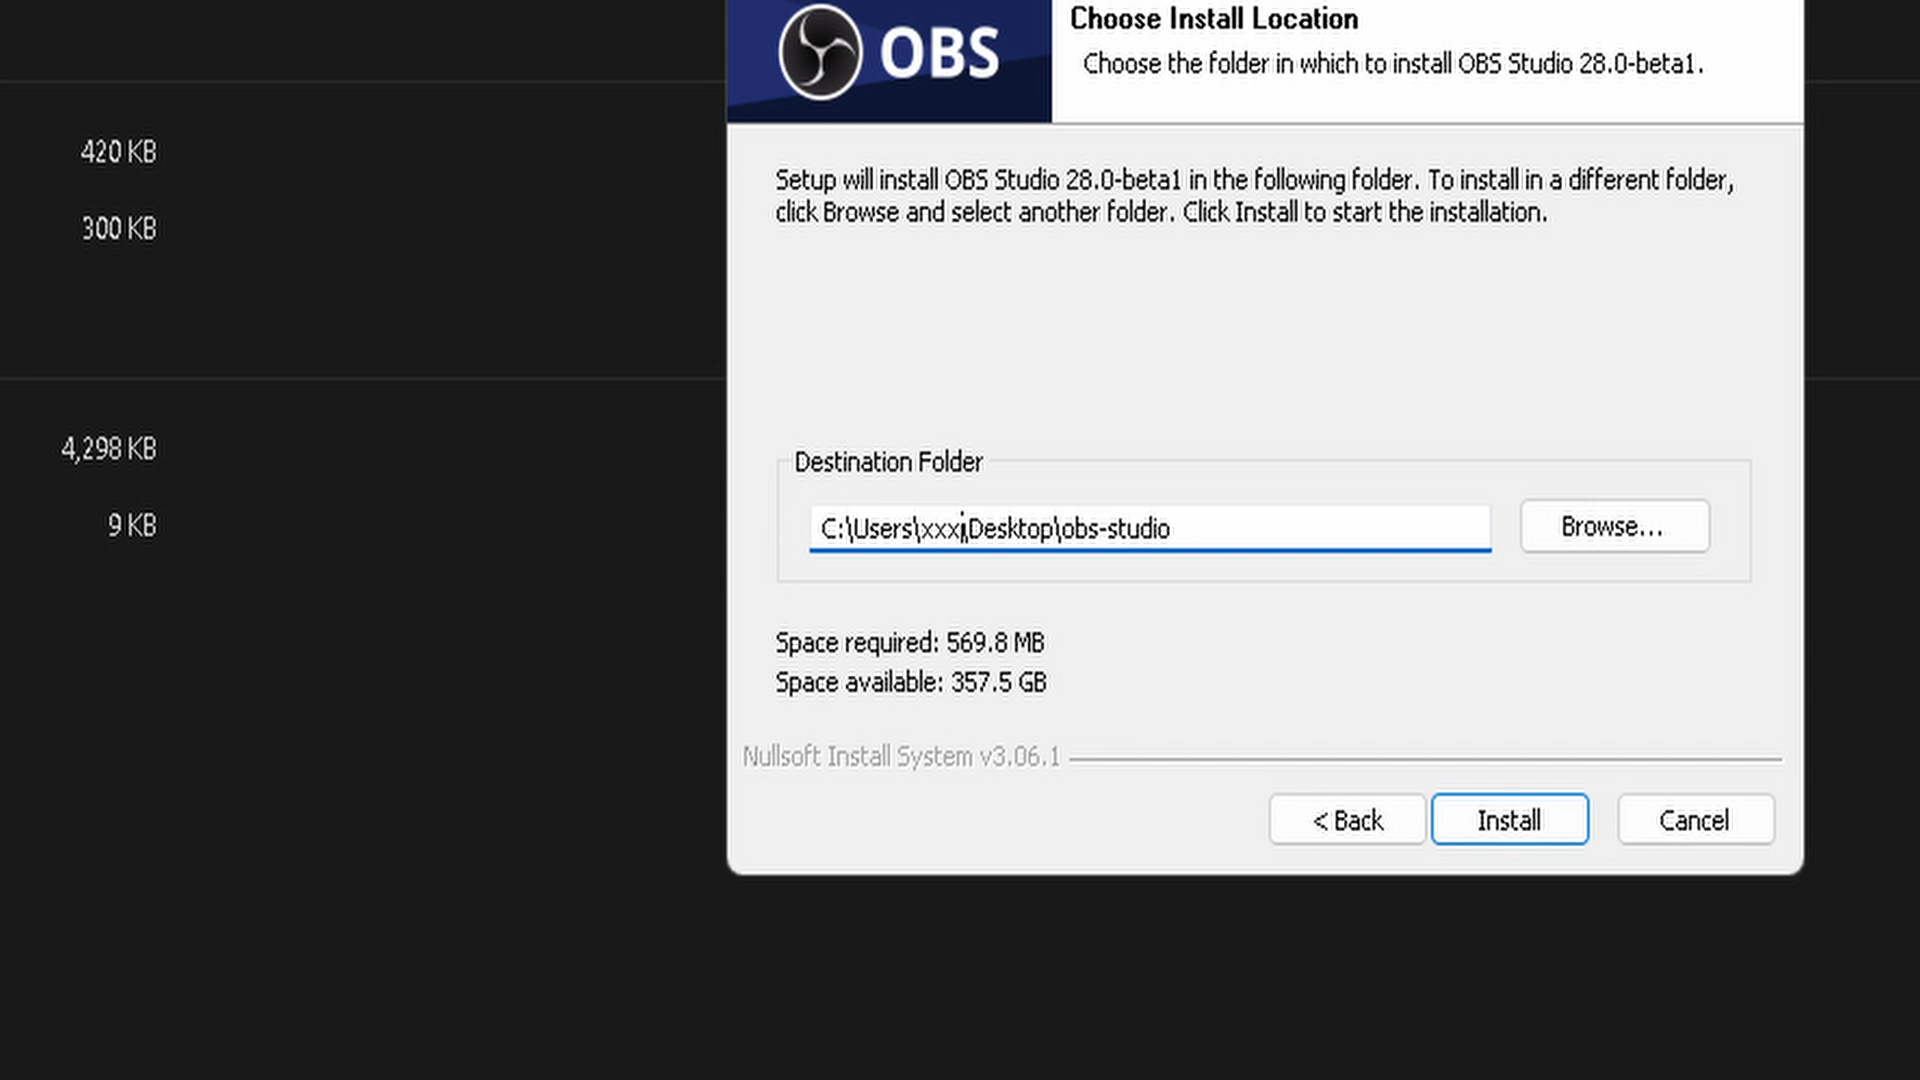 OBS
Choose Install Location
Choose the folder in which to install OBS Studio 28.0-beta1.
420 KB
300 KB
4,298 KB
9 KB
Setup will install OBS Studio 28.0-beta1 in the following folder. To install in a different folder,
click Browse and select another folder. Click Install to start the installation.
Destination Folder
C:\Users\xxx\Desktop\obs-studio
Browse...
Space required: 569.8 MB
Space available: 357.5 GB
Nullsoft Install System v3.06.1
< Back
Install
Cancel